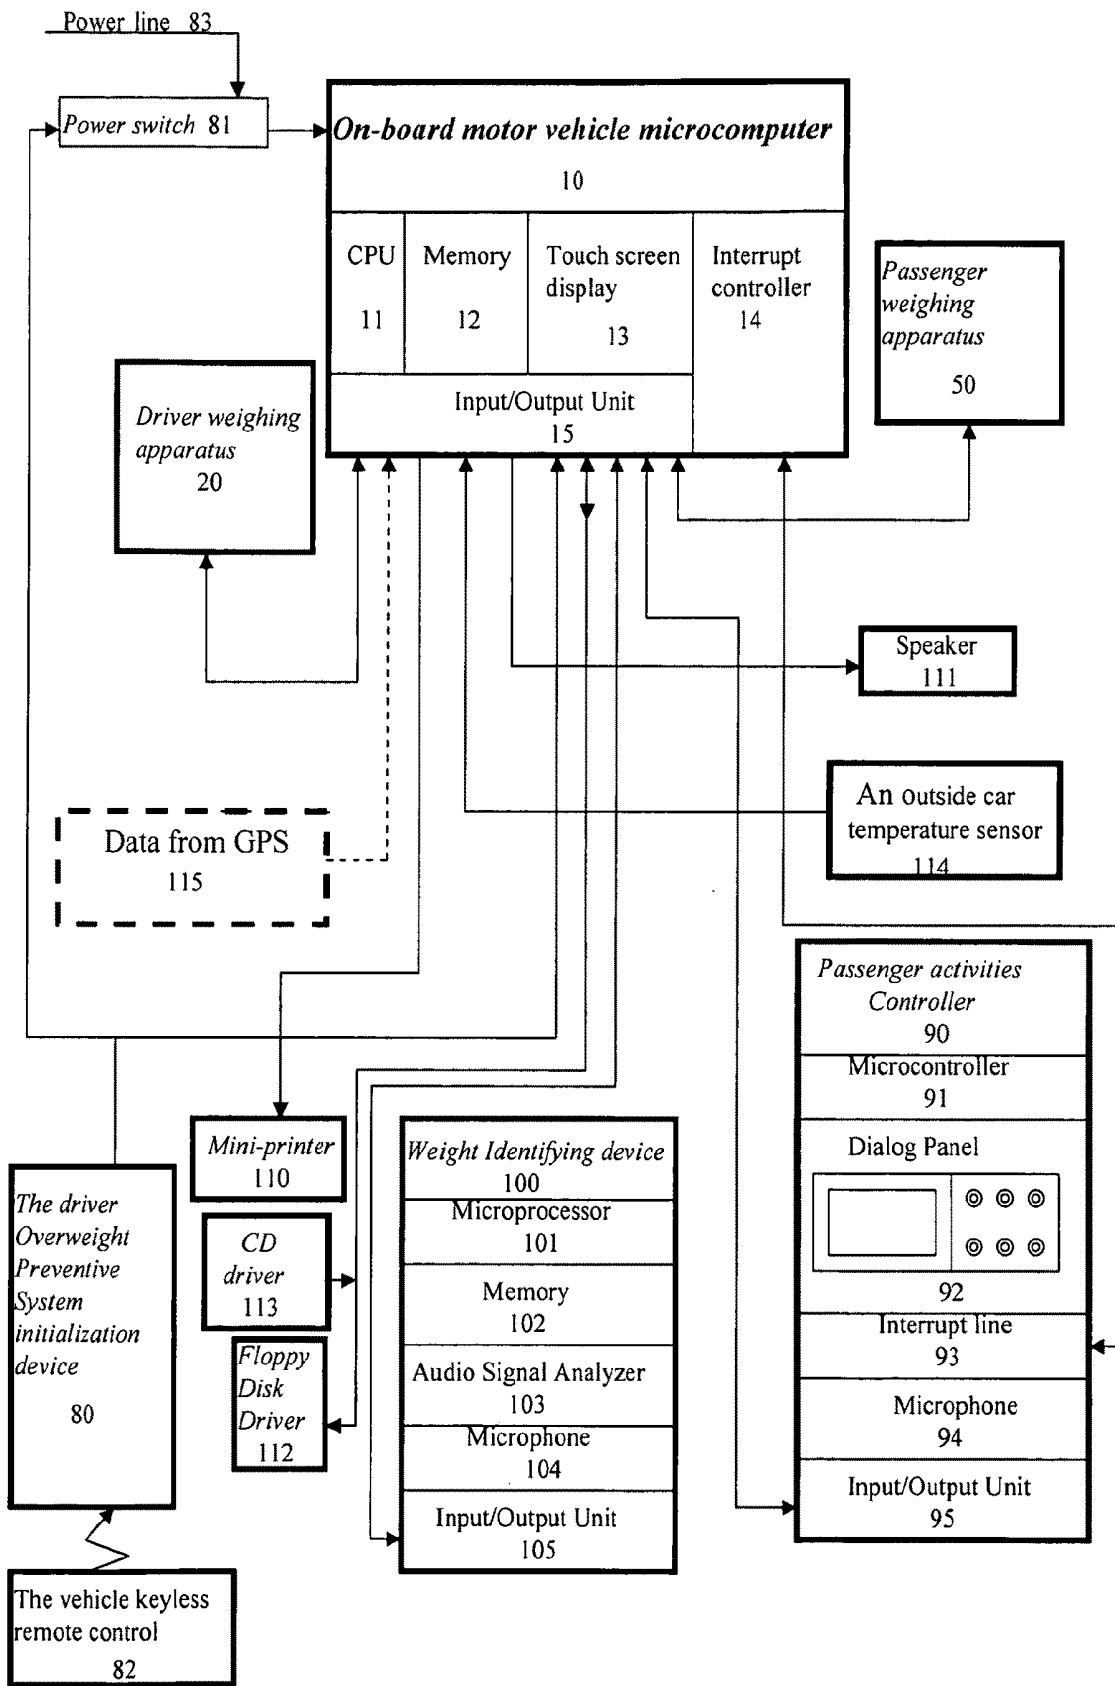 Power line 83
Power switch 81
On-board motor vehicle microcomputer
10
CPU
11
Memory
12
Touch screen
display
13
Interrupt
controller
14
Input/Output Unit
15
Passenger
weighing
apparatus
50
Driver weighing
apparatus
20
Speaker
111
An outside car
temperature sensor
114
Data from GPS
115
Passenger activities
Controller
90
Microcontroller
91
Dialog Panel
92
Interrupt line
93
Microphone
94
Input/Output Unit
95
Mini-printer
110
CD
driver
113
Floppy
Disk
Driver
112
Weight Identifying device
100
Microprocessor
101
Memory
102
Audio Signal Analyzer
103
Microphone
104
Input/Output Unit
105
The driver
Overweight
Preventive
System
initialization
device
80
The vehicle keyless
remote control
82